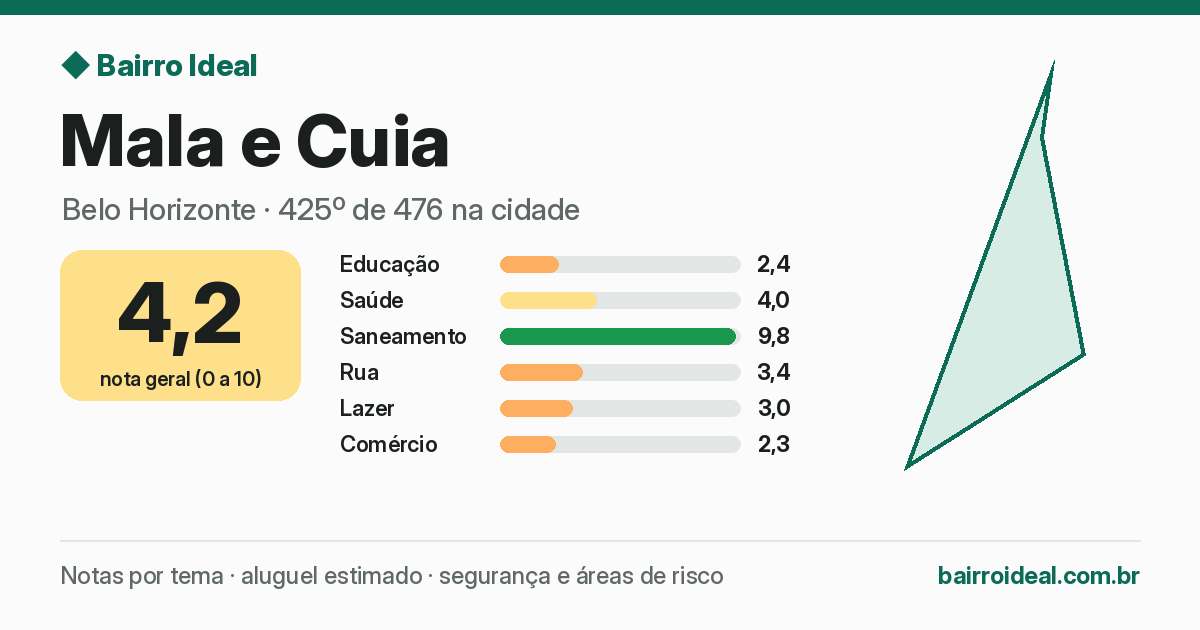 Bairro Ideal
Mala e Cuia
Belo Horizonte · 425º de 476 na cidade
4,2
nota geral (0 a 10)
Educação 2,4
Saúde 4,0
Saneamento 9,8
Rua 3,4
Lazer 3,0
Comércio 2,3
Notas por tema · aluguel estimado · segurança e áreas de risco
bairroideal.com.br